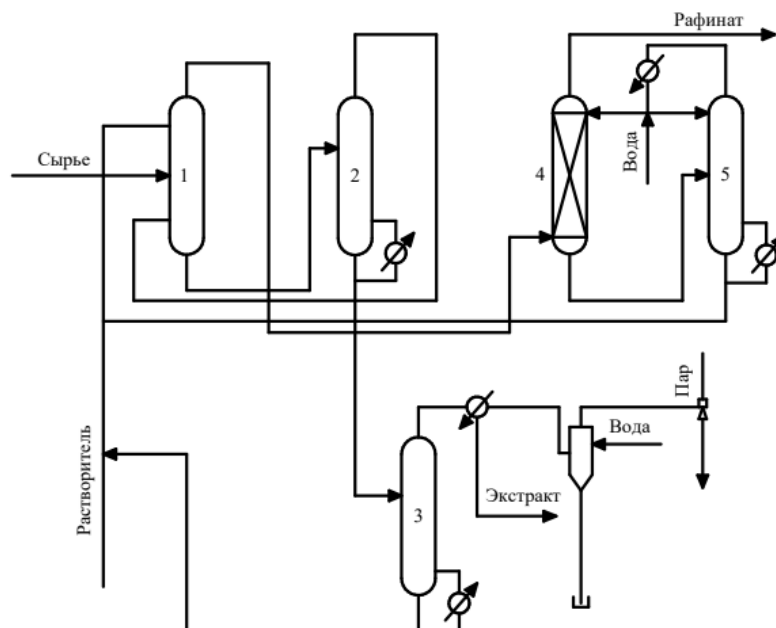 Рафинат
Сырье
1
2
4
Вода
5
Пар
Растворитель
Вода
Экстракт
3